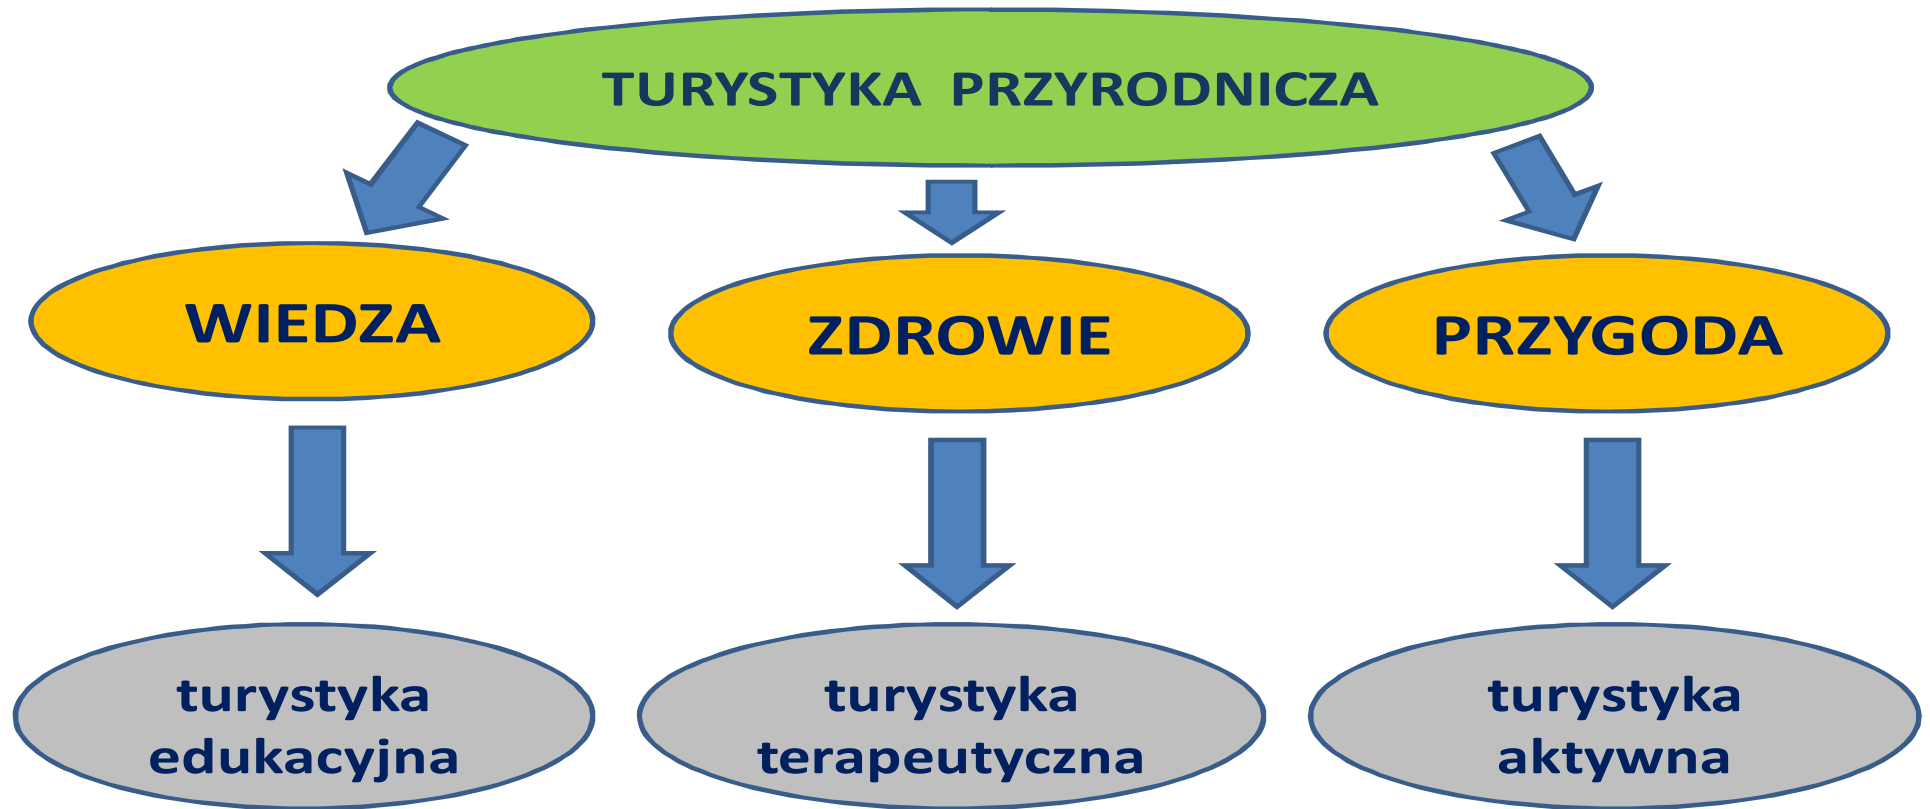 TURYSTYKA PRZYRODNICZA
WIEDZA
ZDROWIE
PRZYGODA
turystyka
edukacyjna
turystyka
terapeutyczna
turystyka
aktywna